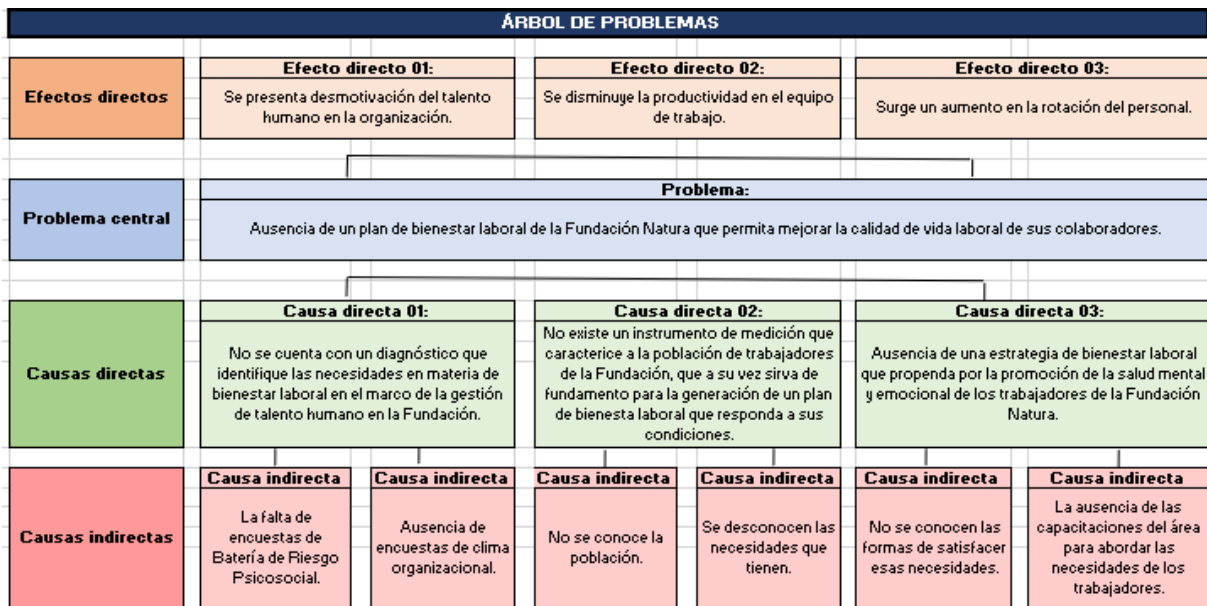 ÁRBOL DE PROBLEMAS
Efectos directos
Efecto directo 01:
Se presenta desmotivación del talento
humano en la organización.
Efecto directo 02:
Se disminuye la productividad en el equipo
de trabajo.
Efecto directo 03:
Surge un aumento en la rotación del personal.
Problema central
Problema:
Ausencia de un plan de bienestar laboral de la Fundación Natura que permita mejorar la calidad de vida laboral de sus colaboradores.
Causas directas
Causa directa 01:
No se cuenta con un diagnóstico que
identifique las necesidades en materia de
bienestar laboral en el marco de la gestión
de talento humano en la Fundación.
Causa directa 02:
No existe un instrumento de medición que
caracterice a la población de trabajadores
de la Fundación, que a su vez sirva de
fundamento para la generación de un plan
de bienesta laboral que responda a sus
condiciones.
Causa directa 03:
Ausencia de una estrategia de bienestar laboral
que propenda por la promoción de la salud mental
y emocional de los trabajadores de la Fundación
Natura.
Causas indirectas
Causa indirecta
La falta de
encuestas de
Batería de Riesgo
Psicosocial.
Causa indirecta
Ausencia de
encuestas de clima
organizacional.
Causa indirecta
No se conoce la
población.
Causa indirecta
Se desconocen las
necesidades que
tienen.
Causa indirecta
No se conocen las
formas de satisfacer
esas necesidades.
Causa indirecta
La ausencia de las
capacitaciones del área
para abordar las
necesidades de los
trabajadores.